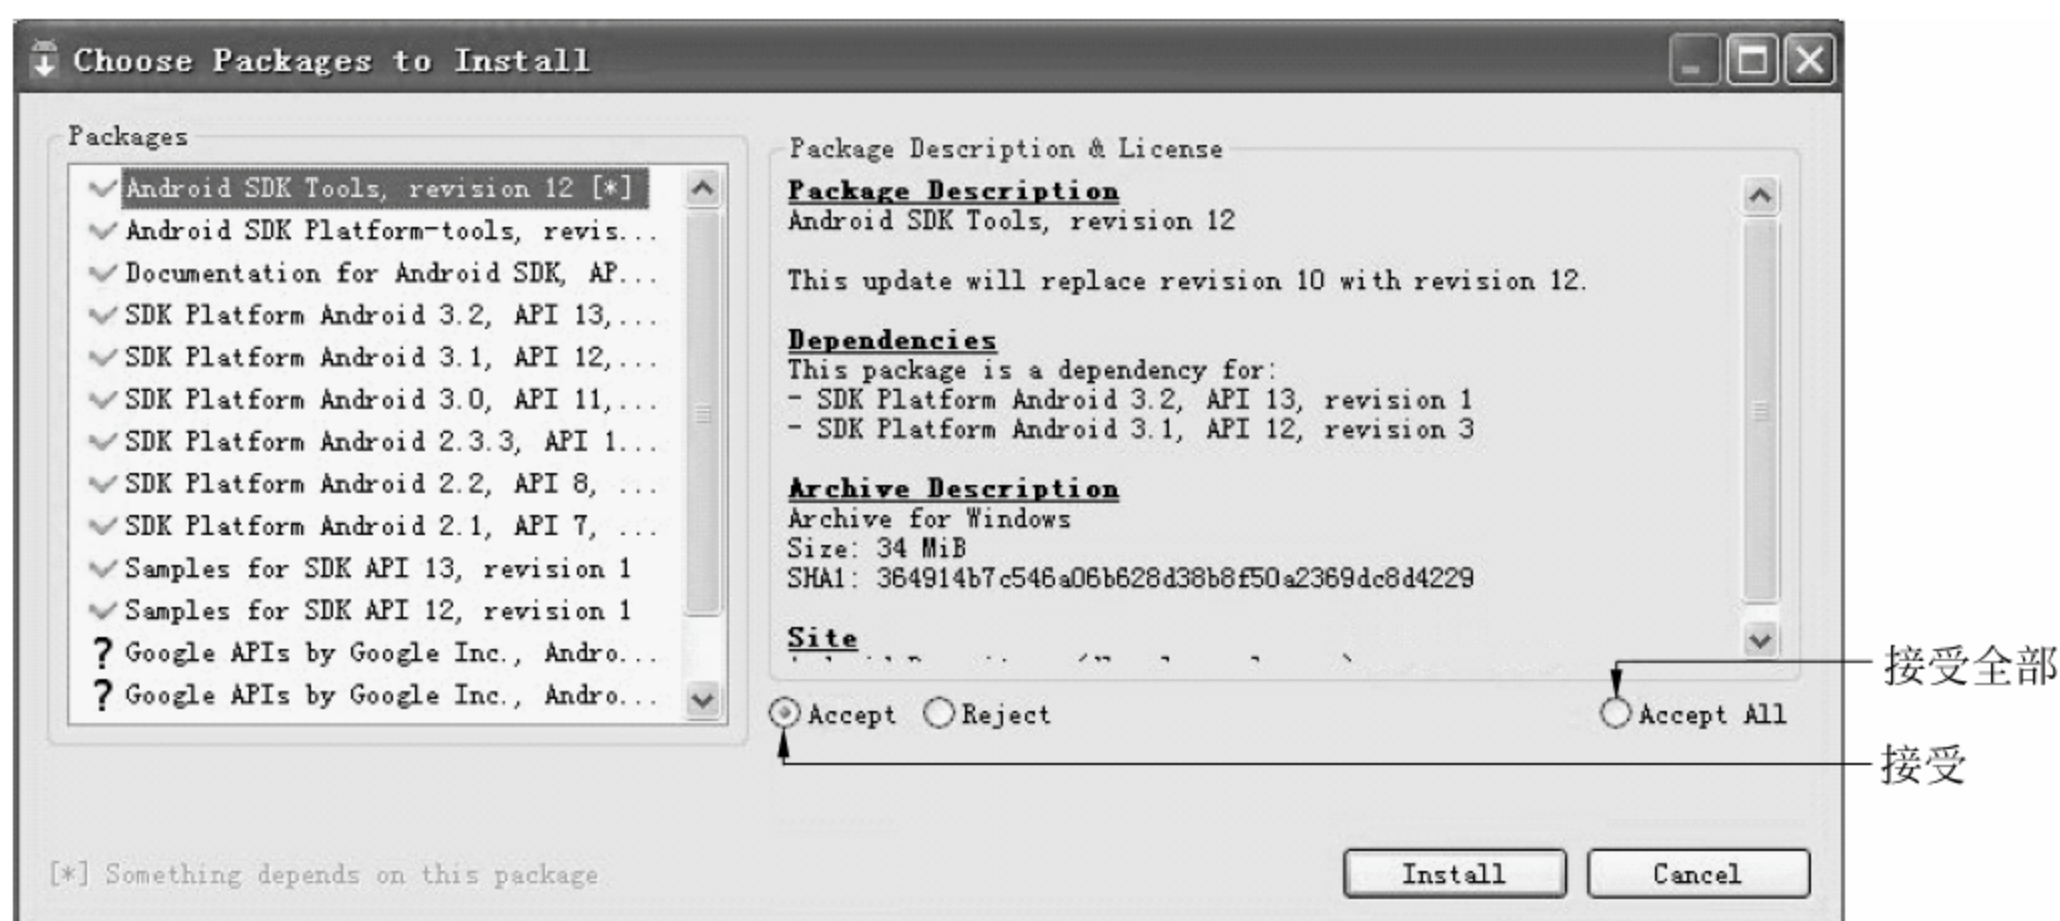 Choose Packages to Install
Packages
Android SDK Tools, revision 12 [*]
Android SDK Platform-tools, revis...
Documentation for Android SDK, AP...
SDK Platform Android 3.2, API 13,...
SDK Platform Android 3.1, API 12,...
SDK Platform Android 3.0, API 11,...
SDK Platform Android 2.3.3, API 1...
SDK Platform Android 2.2, API 8, ...
SDK Platform Android 2.1, API 7, ...
Samples for SDK API 13, revision 1
Samples for SDK API 12, revision 1
? Google APIs by Google Inc., Andro...
? Google APIs by Google Inc., Andro...
Package Description & License
Package Description
Android SDK Tools, revision 12
This update will replace revision 10 with revision 12.
Dependencies
This package is a dependency for:
- SDK Platform Android 3.2, API 13, revision 1
- SDK Platform Android 3.1, API 12, revision 3
Archive Description
Archive for Windows
Size: 34 MiB
SHA1: 364914b7c546a06b628d38b8f50a2369dc8d4229
Site
接受全部
Accept Reject Accept All
接受
[*] Something depends on this package
Install Cancel